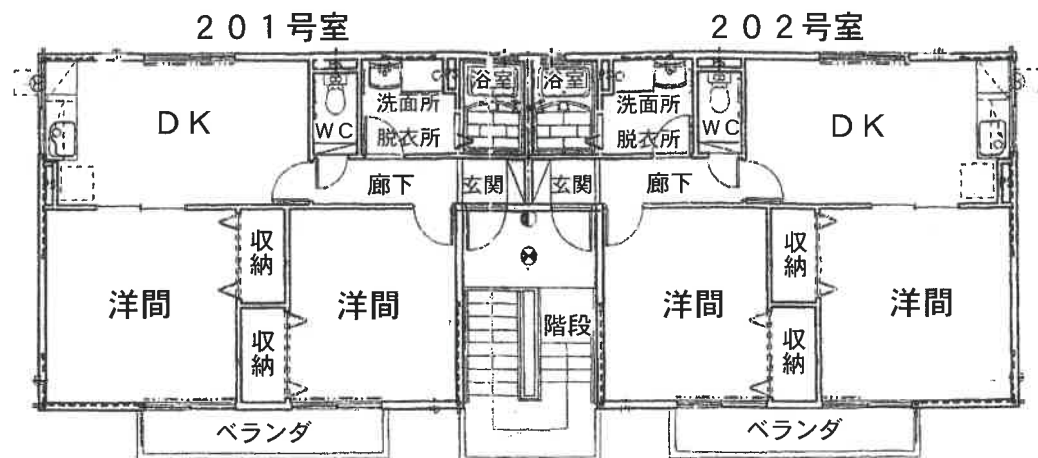 ２０１号室
２０２号室
ＤＫ
ＷＣ
洗面所
脱衣所
浴室
浴室
洗面所
脱衣所
ＷＣ
ＤＫ
廊下
玄関
玄関
廊下
洋間
収納
収納
洋間
階段
洋間
収納
収納
洋間
ベランダ
ベランダ